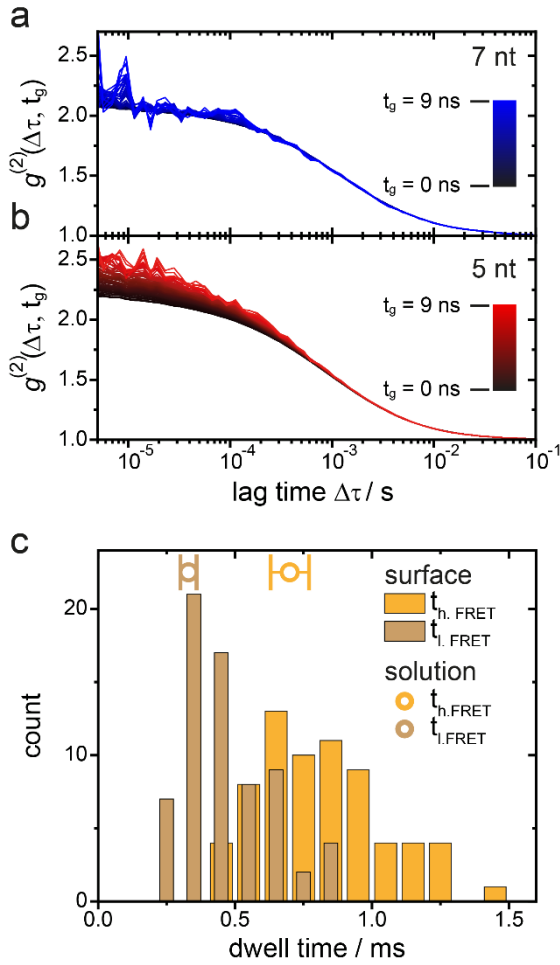 a
2.5
2.0
1.5
1.0
g(2)(Δτ, tg)
7 nt
tg = 9 ns
tg = 0 ns
b
2.5
2.0
1.5
1.0
g(2)(Δτ, tg)
5 nt
tg = 9 ns
tg = 0 ns
10-5 10-4 10-3 10-2 10-1
lag time Δτ / s
c
20
10
0
count
surface
th. FRET
tl. FRET
solution
th.FRET
tl.FRET
0.0 0.5 1.0 1.5
dwell time / ms